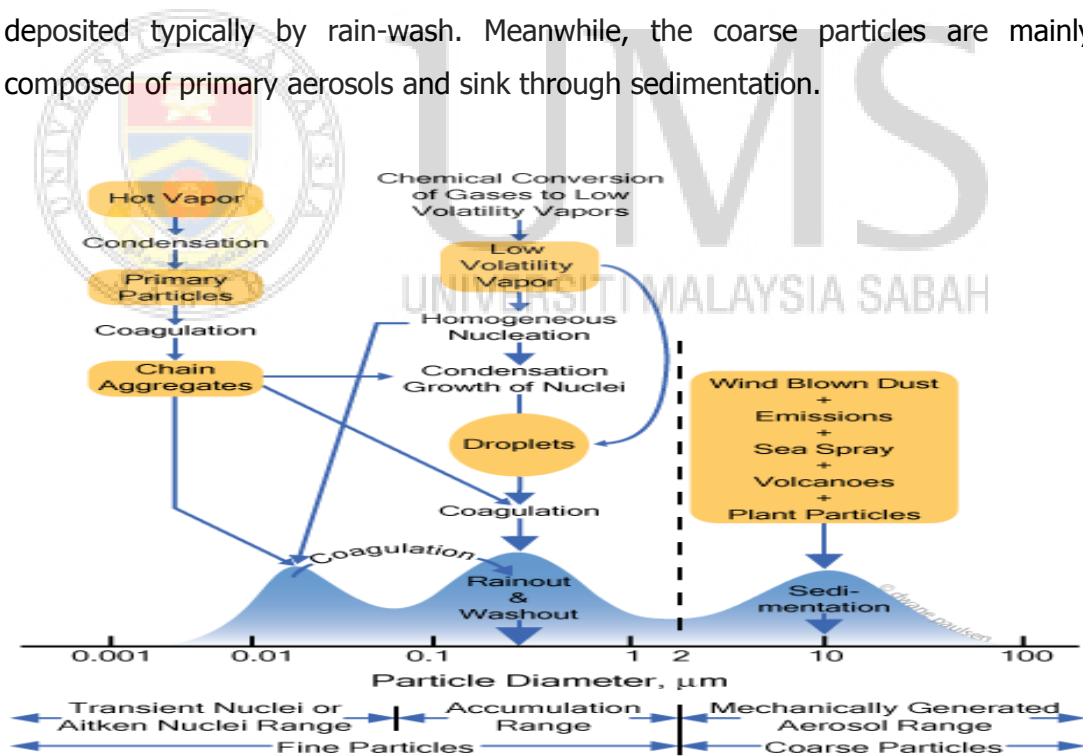 deposited typically by rain-wash. Meanwhile, the coarse particles are mainly
composed of primary aerosols and sink through sedimentation.
UMS
UNIVERSITI MALAYSIA SABAH
Hot Vapor
Condensation
Primary
Particles
Coagulation
Chain
Aggregates
Chemical Conversion
of Gases to Low
Volatility Vapors
Low
Volatility
Vapor
Homogeneous
Nucleation
Condensation
Growth of Nuclei
Droplets
Coagulation
Wind Blown Dust
+
Emissions
+
Sea Spray
+
Volcanoes
+
Plant Particles
Coagulation
Rainout
&
Washout
Sedi-
mentation
© dwane paulsen
0.001 0.01 0.1 1 2 10 100
Particle Diameter, μm
Transient Nuclei or
Aitken Nuclei Range
Accumulation
Range
Mechanically Generated
Aerosol Range
Fine Particles
Coarse Particles